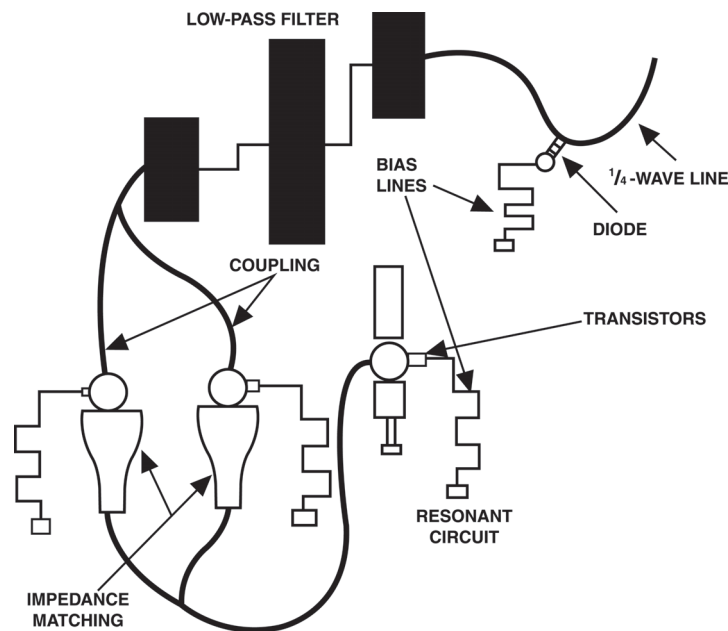 LOW-PASS FILTER
BIAS
LINES
1/4-WAVE LINE
DIODE
COUPLING
TRANSISTORS
RESONANT
CIRCUIT
IMPEDANCE
MATCHING